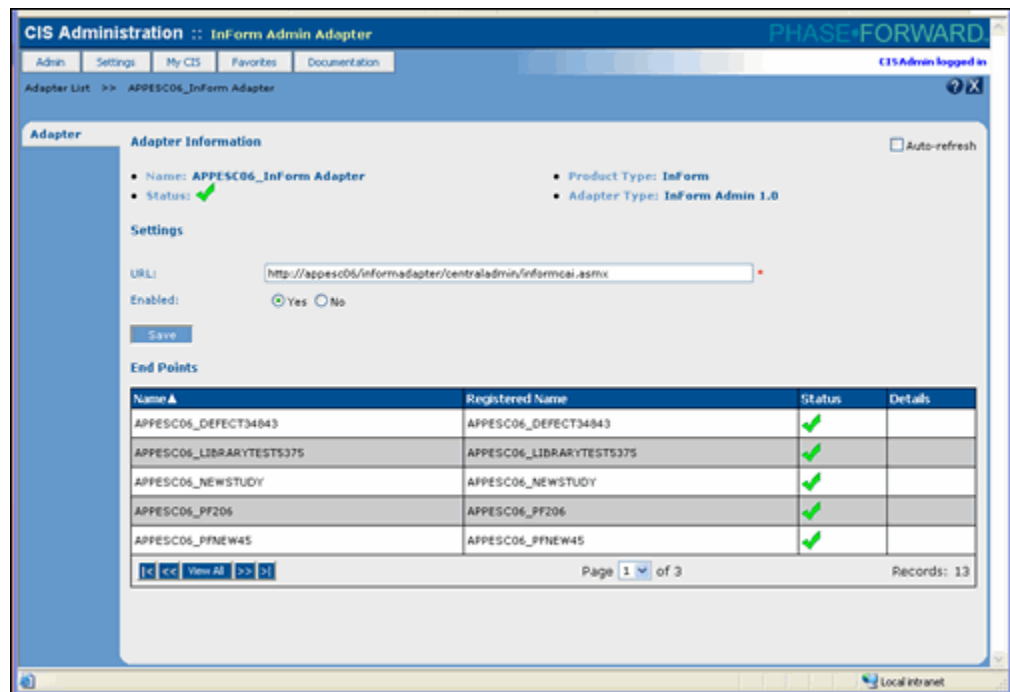 CIS Administration :: InForm Admin Adapter PHASE FORWARD
Admin Settings My CIS Favorites Documentation CISAdmin logged in
Adapter List >> APPESC06_InForm Adapter ? X
Adapter
Adapter Information Auto-refresh
• Name: APPESC06_InForm Adapter • Product Type: InForm
• Status: • Adapter Type: InForm Admin 1.0
Settings
URL: http://appesc06/informadapter/centraladmin/informcai.asmx *
Enabled: Yes No
Save
End Points
Name▲ Registered Name Status Details
APPESC06_DEFECT34843 APPESC06_DEFECT34843
APPESC06_LIBRARYTEST5375 APPESC06_LIBRARYTEST5375
APPESC06_NEWSTUDY APPESC06_NEWSTUDY
APPESC06_PF206 APPESC06_PF206
APPESC06_PFNEW45 APPESC06_PFNEW45
|< << View All >> >| Page 1 of 3 Records: 13
Local intranet